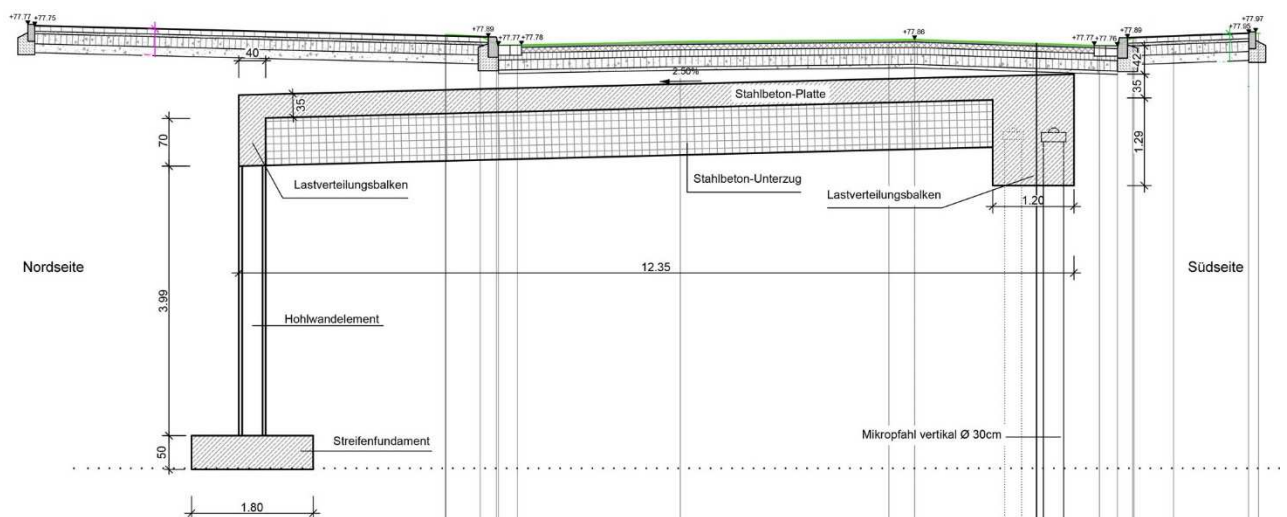 +77.77 +77.75
+77.89
+77.77 +77.78
+77.86
+77.77 +77.76
+77.89
+77.95
+77.97
40
2.50%
42
35
35
Stahlbeton-Platte
70
1.29
Lastverteilungsbalken
Stahlbeton-Unterzug
Lastverteilungsbalken
1.20
Nordseite
12.35
Südseite
3.99
Hohlwandelement
Streifenfundament
Mikropfahl vertikal Ø 30cm
50
1.80